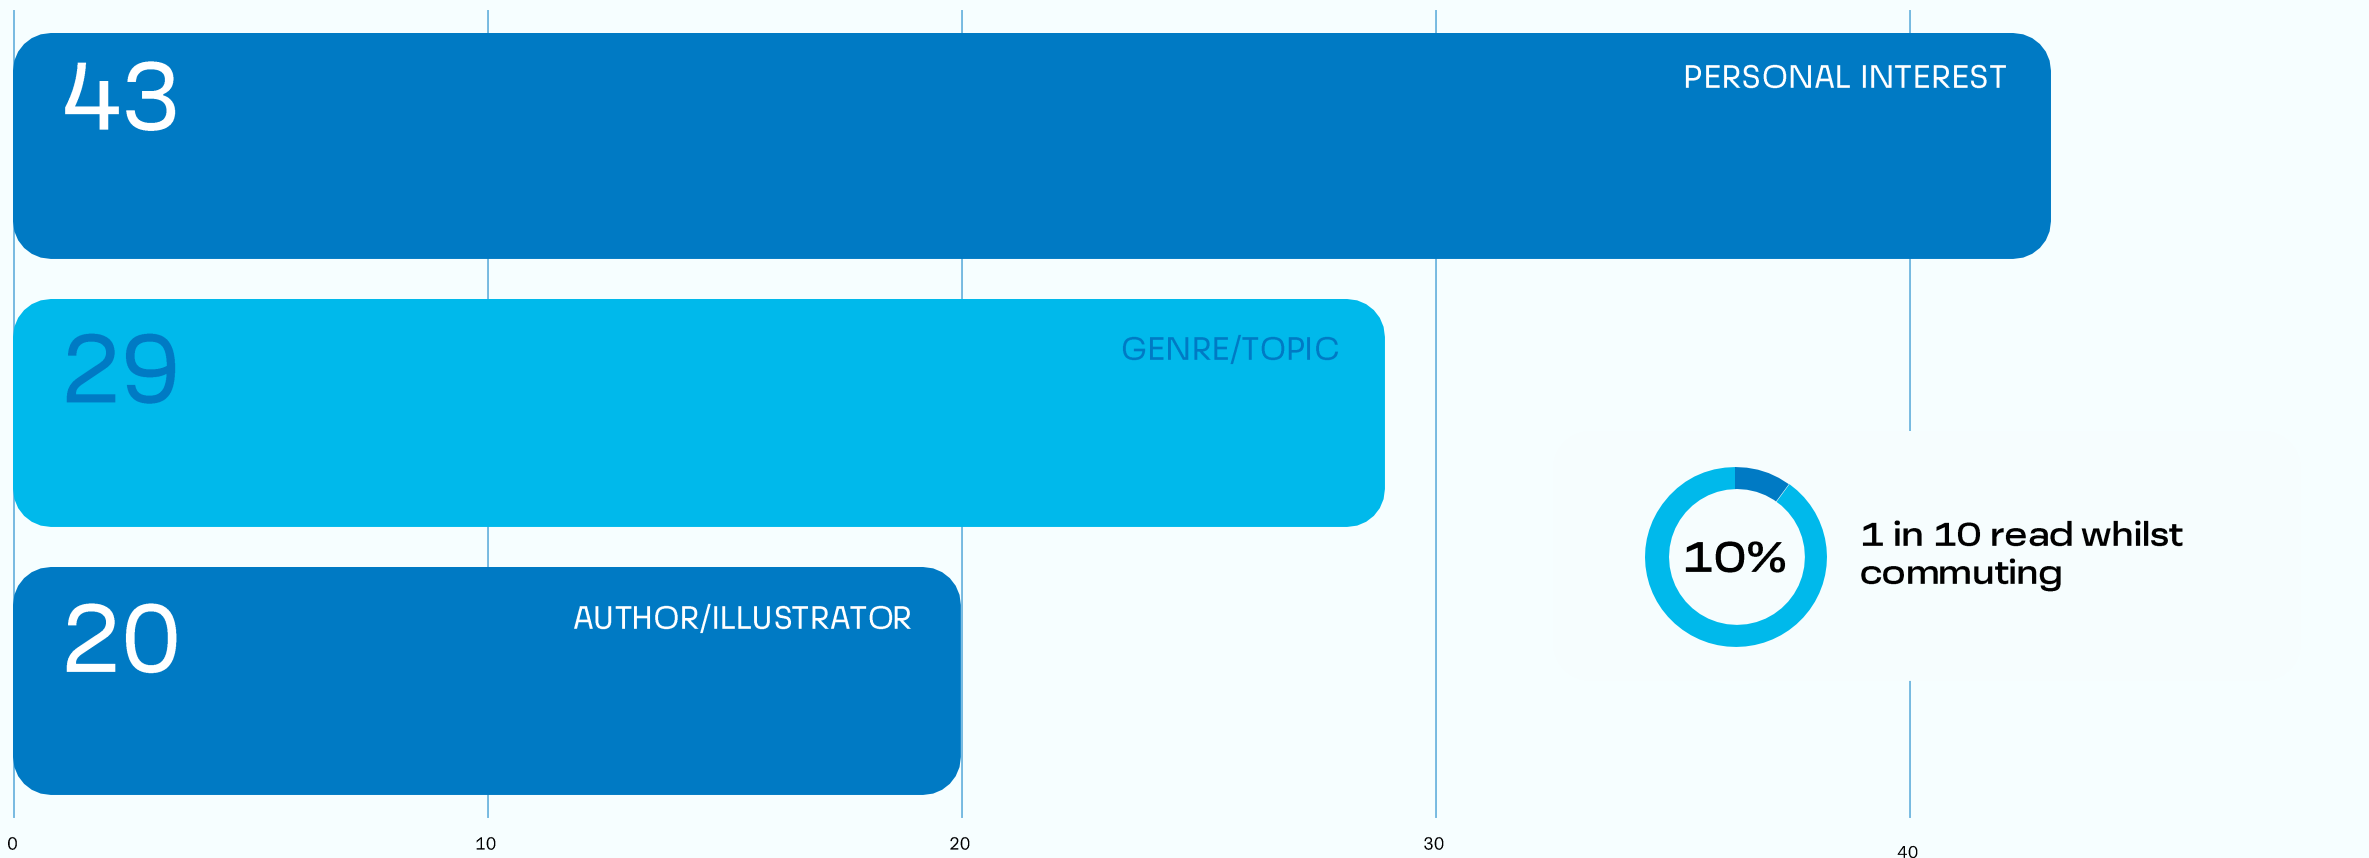 43
PERSONAL INTEREST
29
GENRE/TOPIC
10%
1 in 10 read whilst
commuting
20
AUTHOR/ILLUSTRATOR
0
10
20
30
40